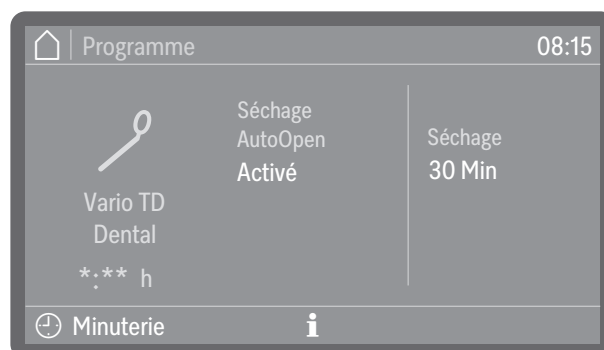 Programme
08:15
Séchage
AutoOpen
Activé
Séchage
30 Min
Vario TD
Dental
*:** h
Minuterie
i